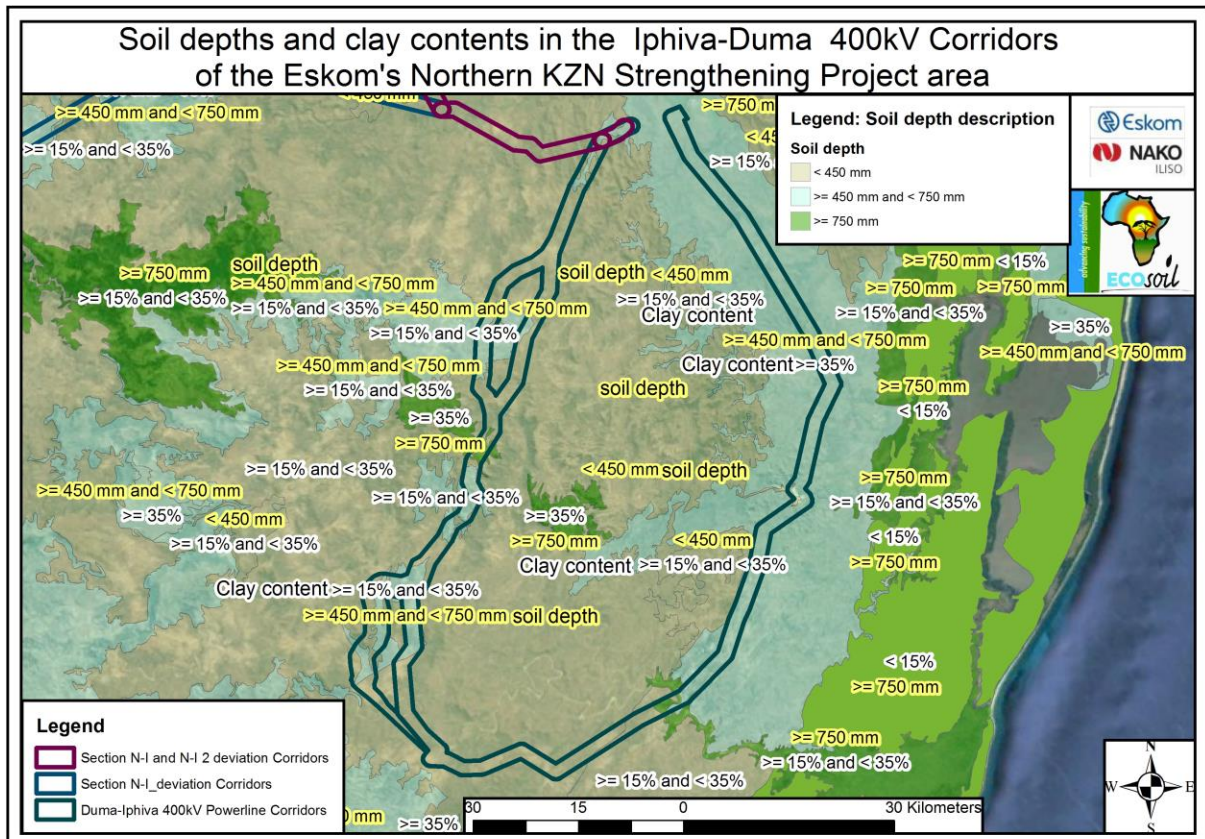 Soil depths and clay contents in the Iphiva-Duma 400kV Corridors
of the Eskom's Northern KZN Strengthening Project area
>= 450 mm and < 750 mm
>= 15% and < 35%
< 450 mm
>= 750 m
< 45
>= 15%
Legend: Soil depth description
Soil depth
< 450 mm
>= 450 mm and < 750 mm
>= 750 mm
Eskom
NAKO
ILISO
advancing sustainability
ECOsoil
>= 750 mm
>= 15% and < 35%
soil depth
>= 450 mm and < 750 mm
>= 15% and < 35%
>= 450 mm and < 750 mm
>= 15% and < 35%
soil depth < 450 mm
>= 15% and < 35%
Clay content
>= 450 mm and < 750 mm
Clay content >= 35%
>= 750 mm < 15%
>= 750 mm
>= 750 mm
>= 15% and < 35%
>= 35%
>= 450 mm and < 750 mm
>= 450 mm and < 750 mm
>= 15% and < 35%
>= 35%
>= 750 mm
soil depth
>= 750 mm
< 15%
>= 15% and < 35%
>= 15% and < 35%
< 450 mm soil depth
>= 750 mm
>= 15% and < 35%
>= 450 mm and < 750 mm
>= 35%
< 450 mm
>= 15% and < 35%
>= 35%
>= 750 mm
< 450 mm
Clay content >= 15% and < 35%
< 15%
>= 750 mm
Clay content >= 15% and < 35%
>= 450 mm and < 750 mm soil depth
< 15%
>= 750 mm
>= 750 mm
>= 15% and < 35%
>= 15% and < 35%
Legend
Section N-I and N-I 2 deviation Corridors
Section N-I_deviation Corridors
Duma-Iphiva 400kV Powerline Corridors
0 mm
>= 35%
30 15 0 30 Kilometers
N
W E
S